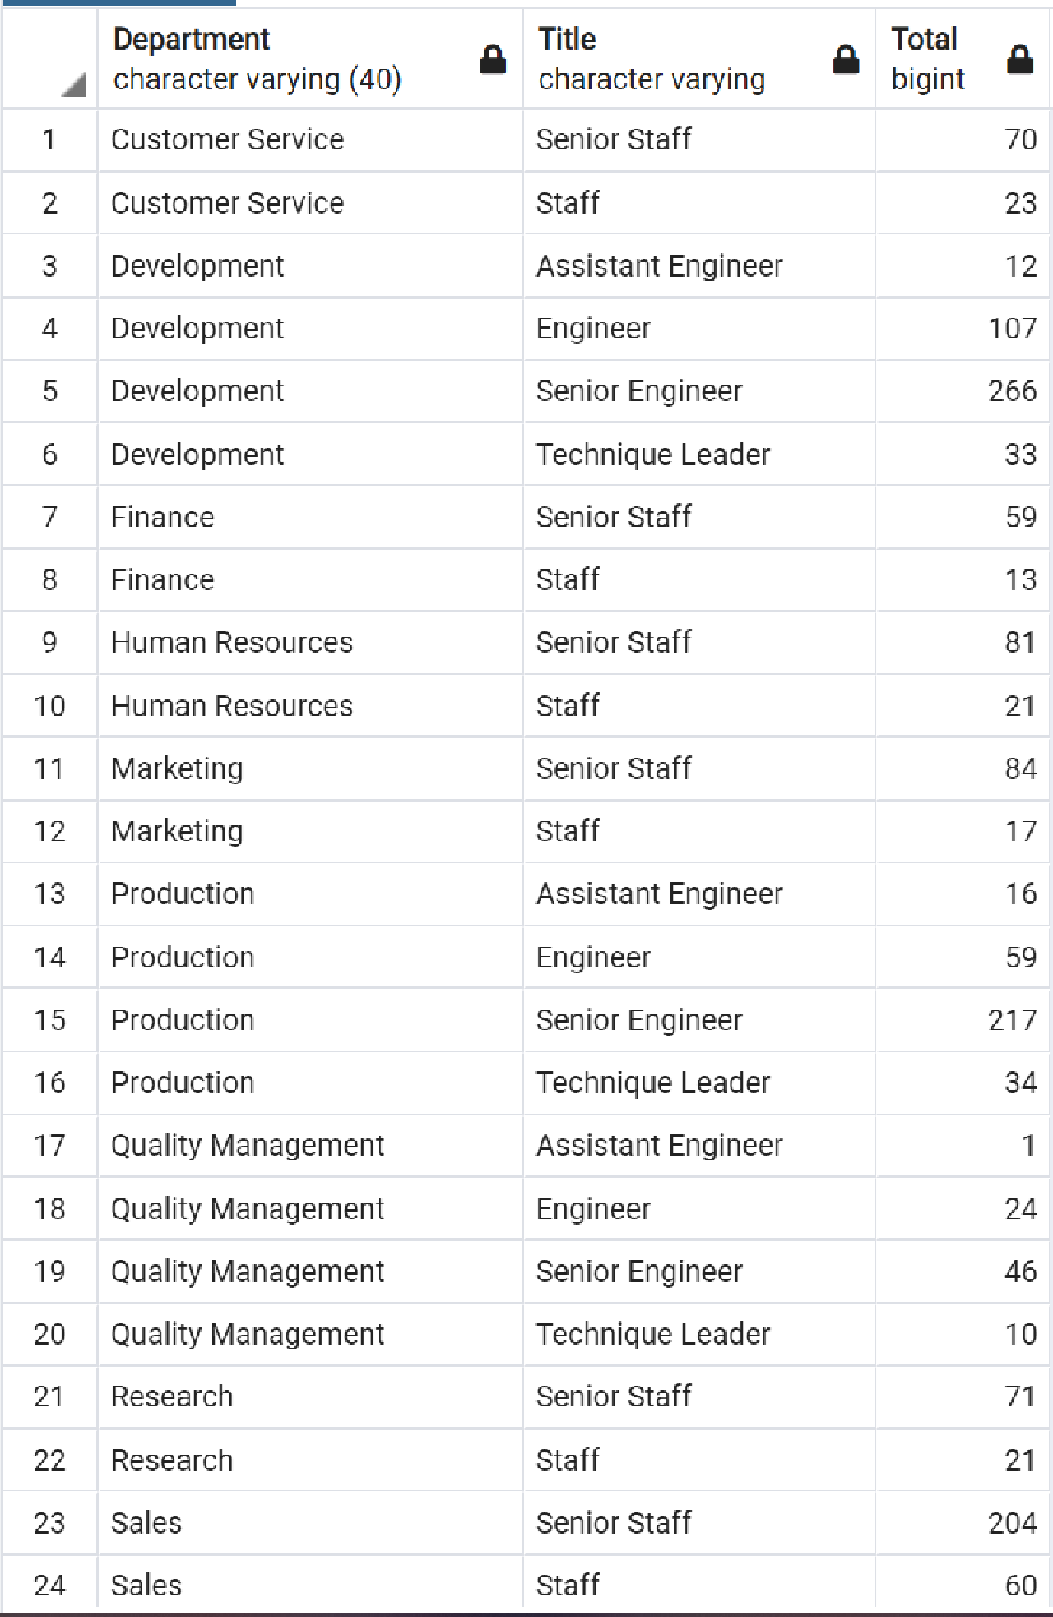 Department Title Total
character varying (40) character varying bigint
1 Customer Service Senior Staff 70
2 Customer Service Staff 23
3 Development Assistant Engineer 12
4 Development Engineer 107
5 Development Senior Engineer 266
6 Development Technique Leader 33
7 Finance Senior Staff 59
8 Finance Staff 13
9 Human Resources Senior Staff 81
10 Human Resources Staff 21
11 Marketing Senior Staff 84
12 Marketing Staff 17
13 Production Assistant Engineer 16
14 Production Engineer 59
15 Production Senior Engineer 217
16 Production Technique Leader 34
17 Quality Management Assistant Engineer 1
18 Quality Management Engineer 24
19 Quality Management Senior Engineer 46
20 Quality Management Technique Leader 10
21 Research Senior Staff 71
22 Research Staff 21
23 Sales Senior Staff 204
24 Sales Staff 60